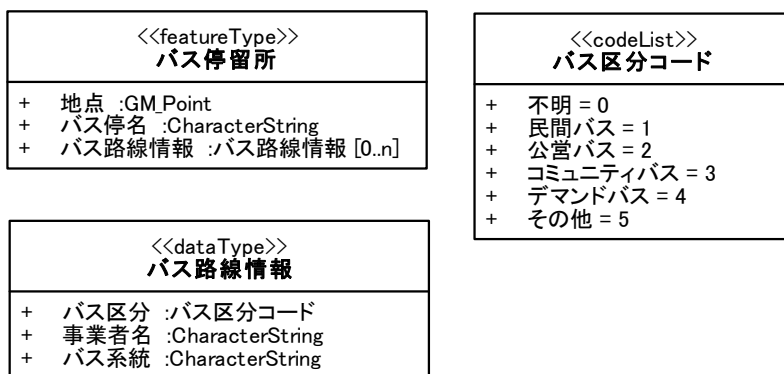 <<featureType>>
バス停留所
+ 地点 :GM_Point
+ バス停名 :CharacterString
+ バス路線情報 :バス路線情報 [0..n]
<<codeList>>
バス区分コード
+ 不明 = 0
+ 民間バス = 1
+ 公営バス = 2
+ コミュニティバス = 3
+ デマンドバス = 4
+ その他 = 5
<<dataType>>
バス路線情報
+ バス区分 :バス区分コード
+ 事業者名 :CharacterString
+ バス系統 :CharacterString